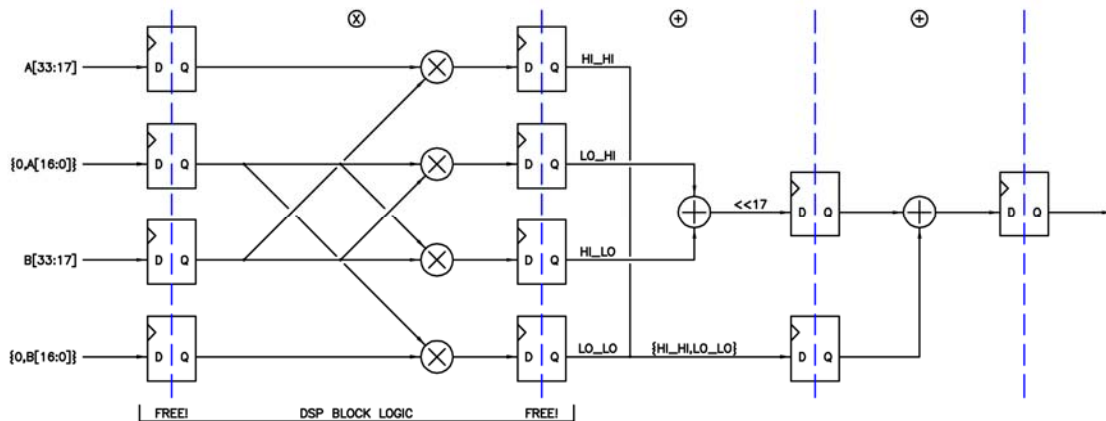 A[33:17]
D Q
D Q
HI_HI
{0,A[16:0]}
D Q
D Q
LO_HI
<<17
D Q
D Q
B[33:17]
D Q
D Q
HI_LO
{0,B[16:0]}
D Q
D Q
LO_LO
{HI_HI,LO_LO}
D Q
FREE!
DSP BLOCK LOGIC
FREE!